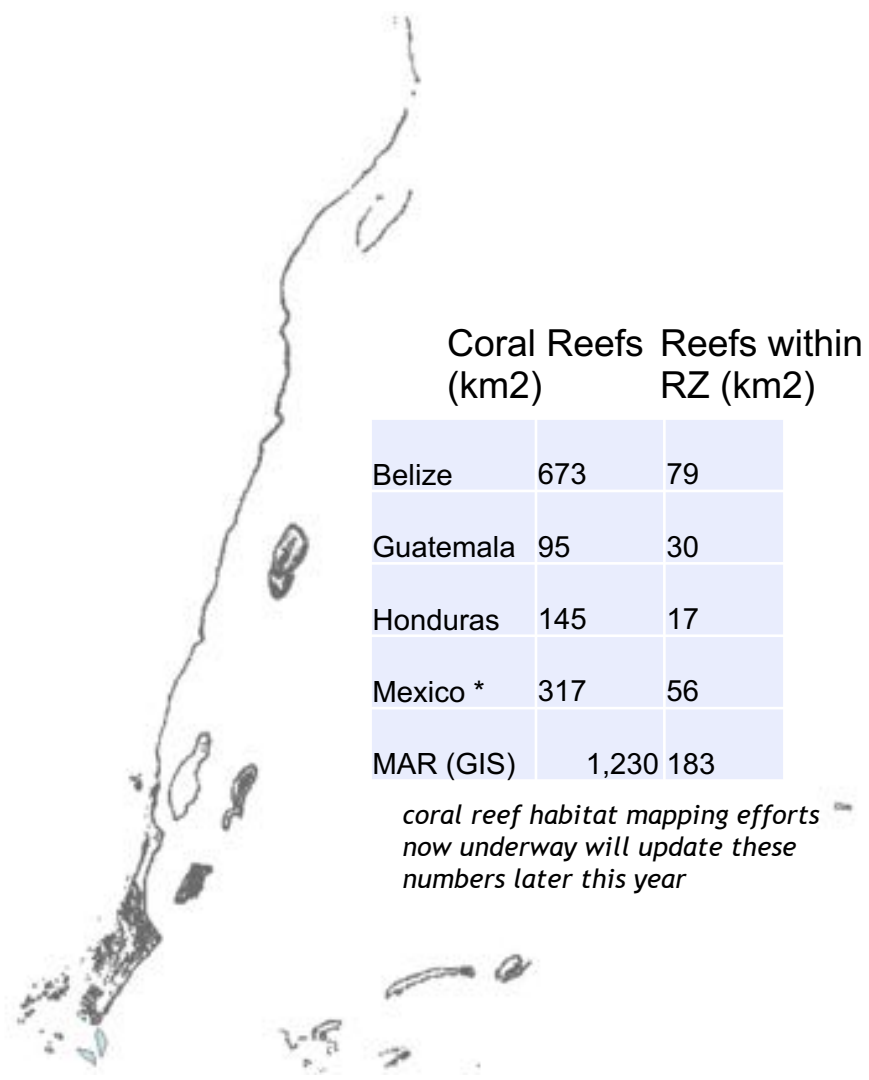 Coral Reefs (km2) Reefs within RZ (km2)
Belize 673 79
Guatemala 95 30
Honduras 145 17
Mexico * 317 56
MAR (GIS) 1,230 183
coral reef habitat mapping efforts
now underway will update these
numbers later this year